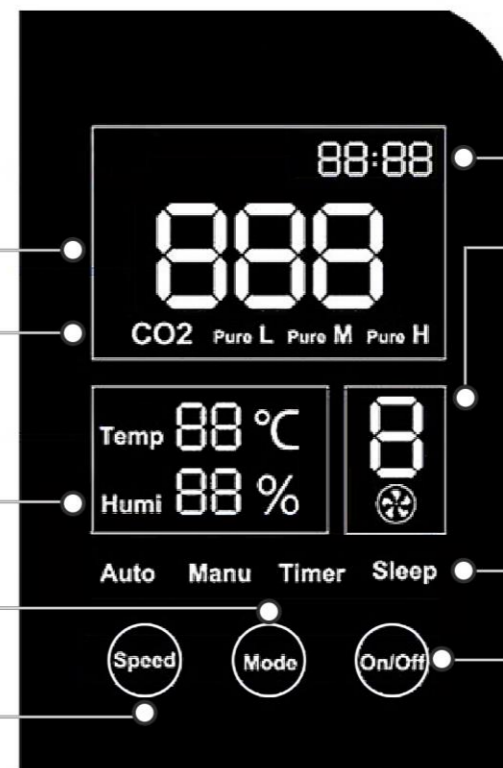 88:88
888
CO2 Pure L Pure M Pure H
Temp 88 ℃
8
Humi 88 %
Auto Manu Timer Sleep
Speed Mode On/Off